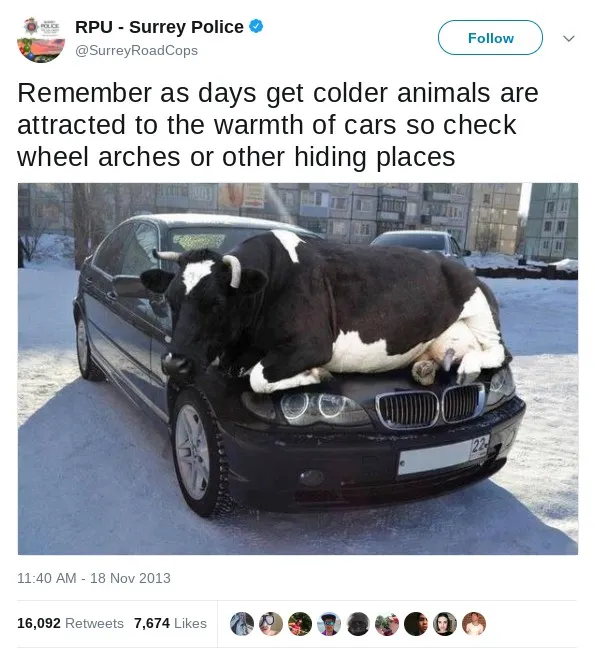 RPU - Surrey Police
@SurreyRoadCops
Follow
Remember as days get colder animals are
attracted to the warmth of cars so check
wheel arches or other hiding places
22
11:40 AM - 18 Nov 2013
16,092 Retweets 7,674 Likes